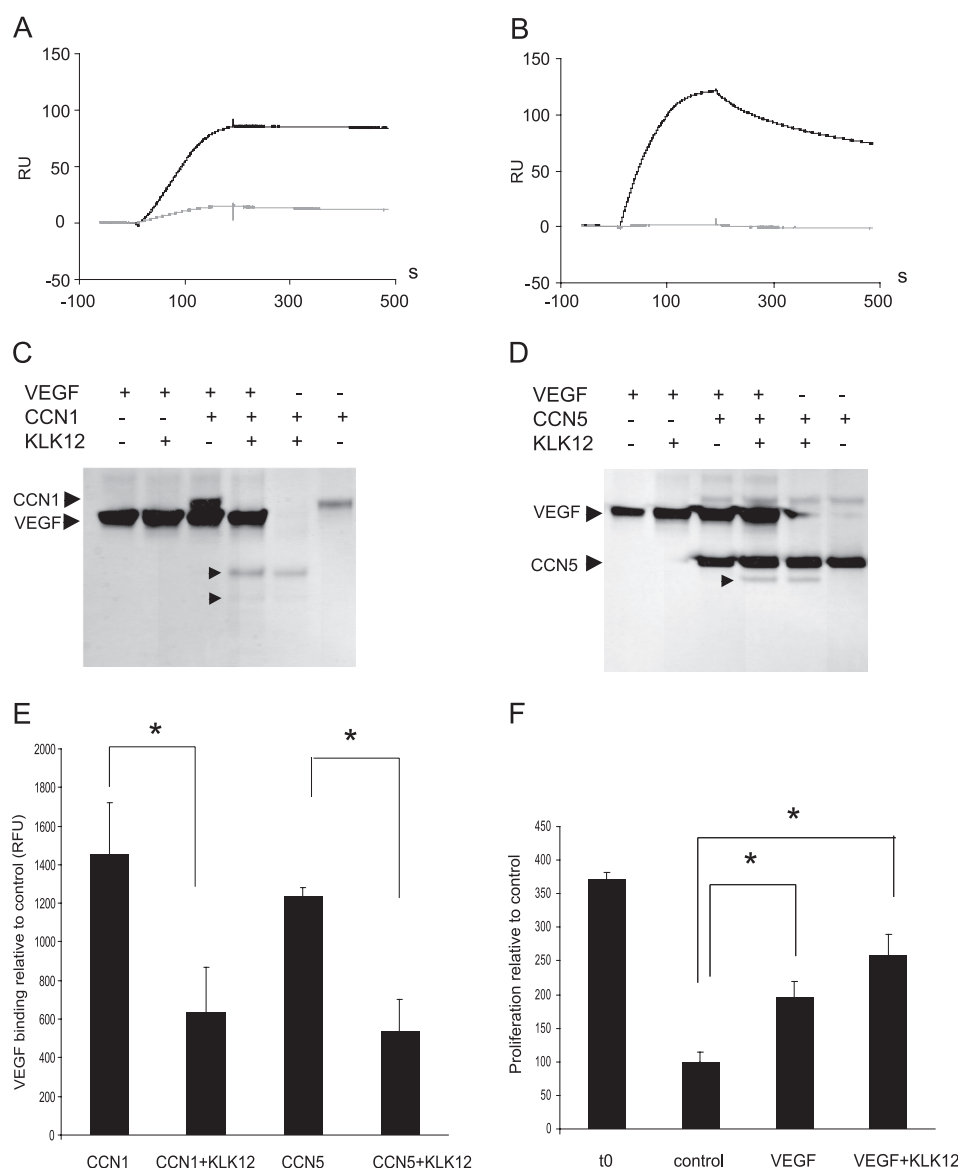 A
150
100
50
0
-50
RU
-100 100 300 500
s
B
150
100
50
0
-50
RU
-100 100 300 500
s
C
VEGF + + + + - -
CCN1 - - + + + +
KLK12 - + - + + -
CCN1
VEGF
D
VEGF + + + + - -
CCN5 - - + + + +
KLK12 - + - + + -
VEGF
CCN5
E
VEGF binding relative to control (RFU)
2000
1800
1600
1400
1200
1000
800
600
400
200
0
*
*
CCN1 CCN1+KLK12 CCN5 CCN5+KLK12
F
Proliferation relative to control
450
400
350
300
250
200
150
100
50
0
*
*
t0 control VEGF VEGF+KLK12